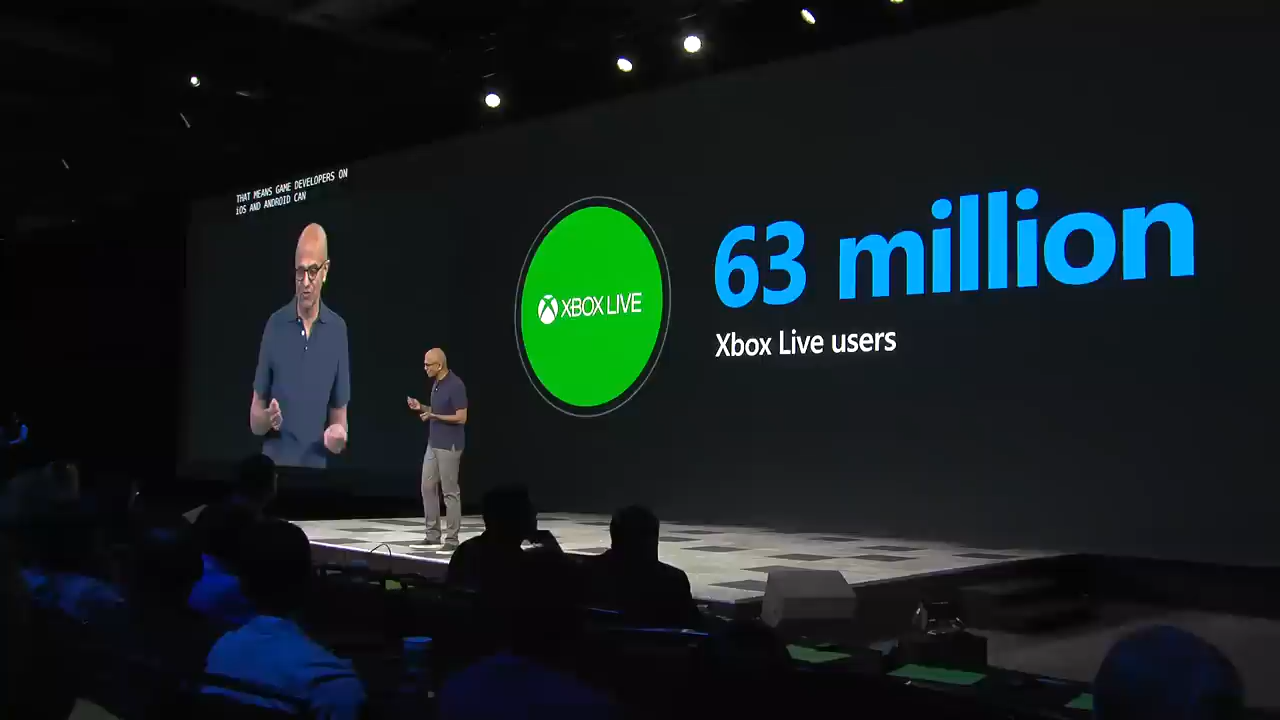 THAT MEANS GAME DEVELOPERS ON
iOS AND ANDROID CAN
XBOX LIVE
63 million
Xbox Live users